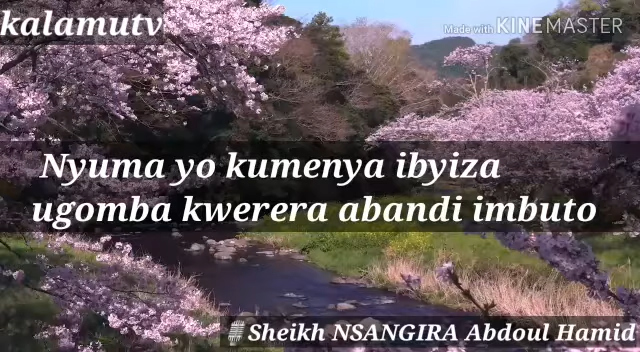 kalamutv
Made with KINEMASTER
Nyuma yo kumenya ibyiza
ugomba kwerera abandi imbuto
Sheikh NSANGIRA Abdoul Hamid